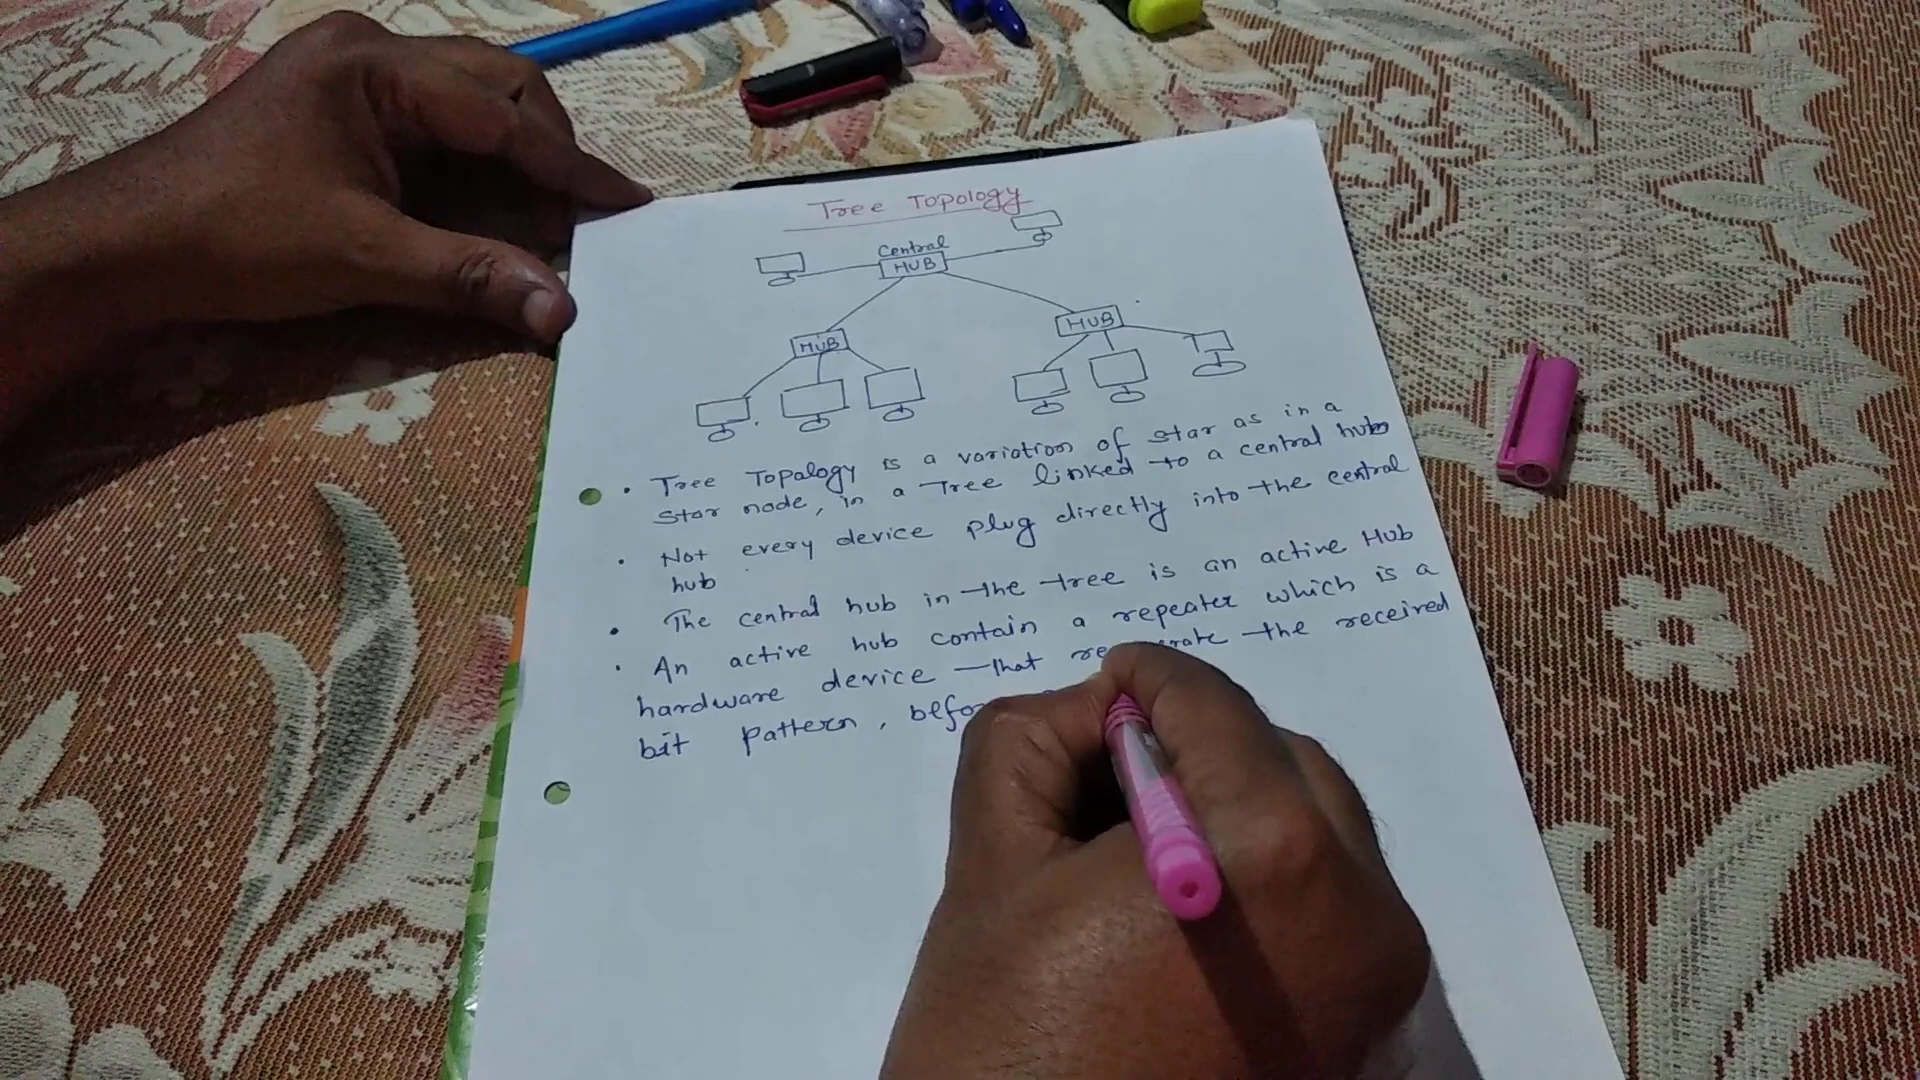 Tree Topology
Central
HUB
HUB
HUB
• Tree Topalogy is a variation of star as in a
star node, in a Tree linked to a central hub
• Not every device plug directly into the central
hub
• The central hub in the tree is an active Hub
• An active hub contain a repeater which is a
hardware device that the received
bit pattern,